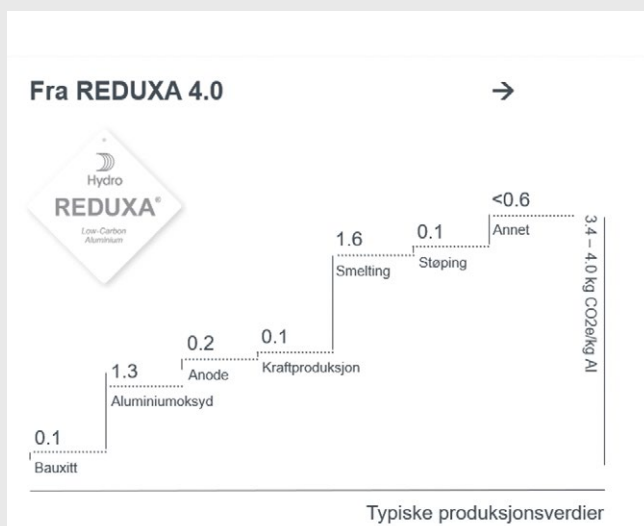 Fra REDUXA 4.0 →
Hydro
REDUXA®
Low-Carbon
Aluminium
0.1
Bauxitt
1.3
Aluminiumoksyd
0.2
Anode
0.1
Kraftproduksjon
1.6
Smelting
0.1
Støping
<0.6
Annet
3.4 – 4.0 kg CO2e/kg Al
Typiske produksjonsverdier